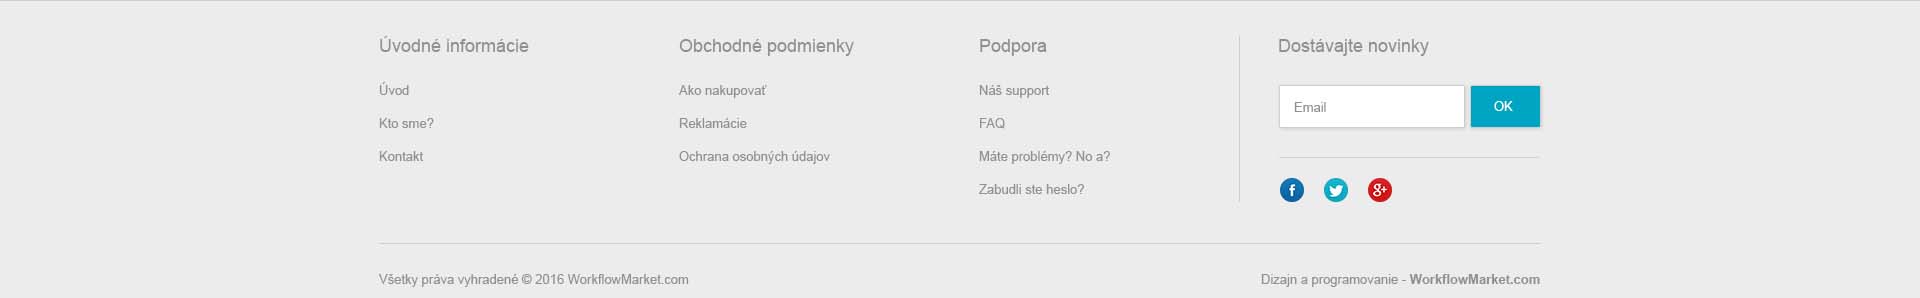 Úvodné informácie
Úvod
Kto sme?
Kontakt
Obchodné podmienky
Ako nakupovať
Reklamácie
Ochrana osobných údajov
Podpora
Náš support
FAQ
Máte problémy? No a?
Zabudli ste heslo?
Dostávajte novinky
Email
OK
Všetky práva vyhradené © 2016 WorkflowMarket.com
Dizajn a programovanie - WorkflowMarket.com